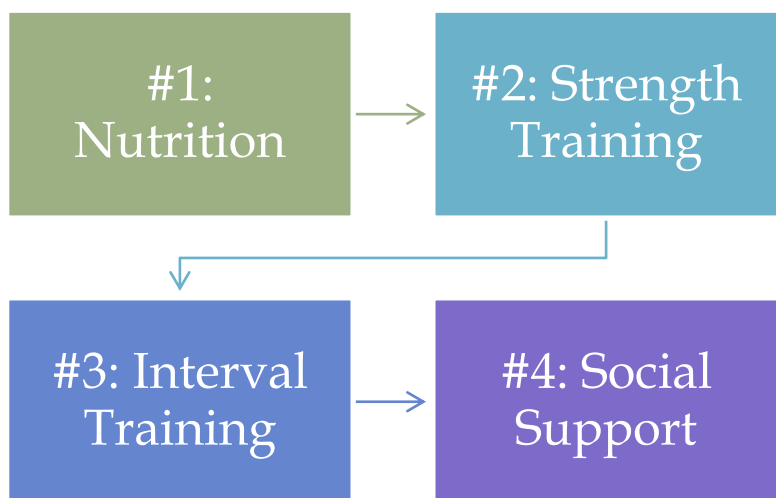 #1:
Nutrition
#2: Strength
Training
#3: Interval
Training
#4: Social
Support